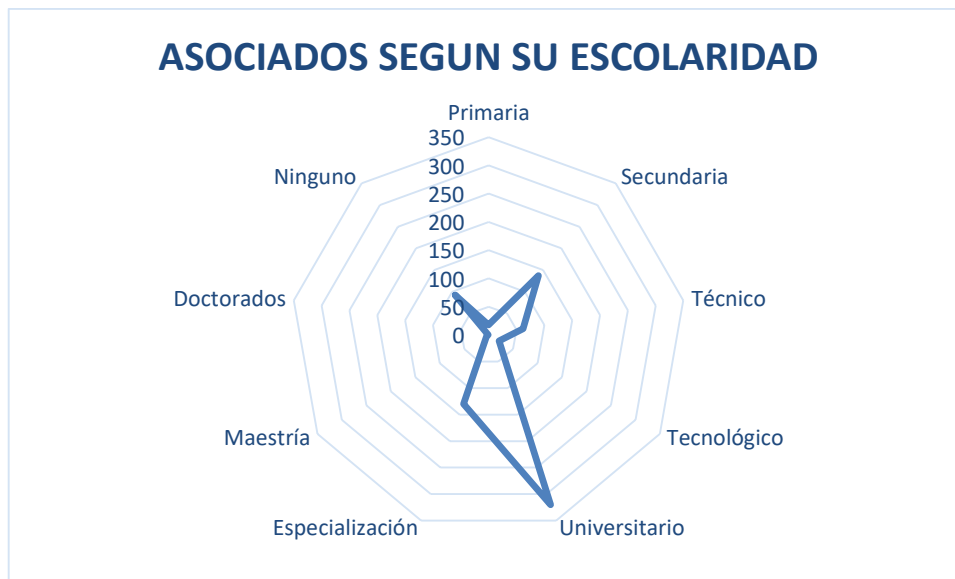 ASOCIADOS SEGUN SU ESCOLARIDAD
Primaria
350
300
250
200
150
100
50
0
Secundaria
Técnico
Tecnológico
Universitario
Especialización
Maestría
Doctorados
Ninguno